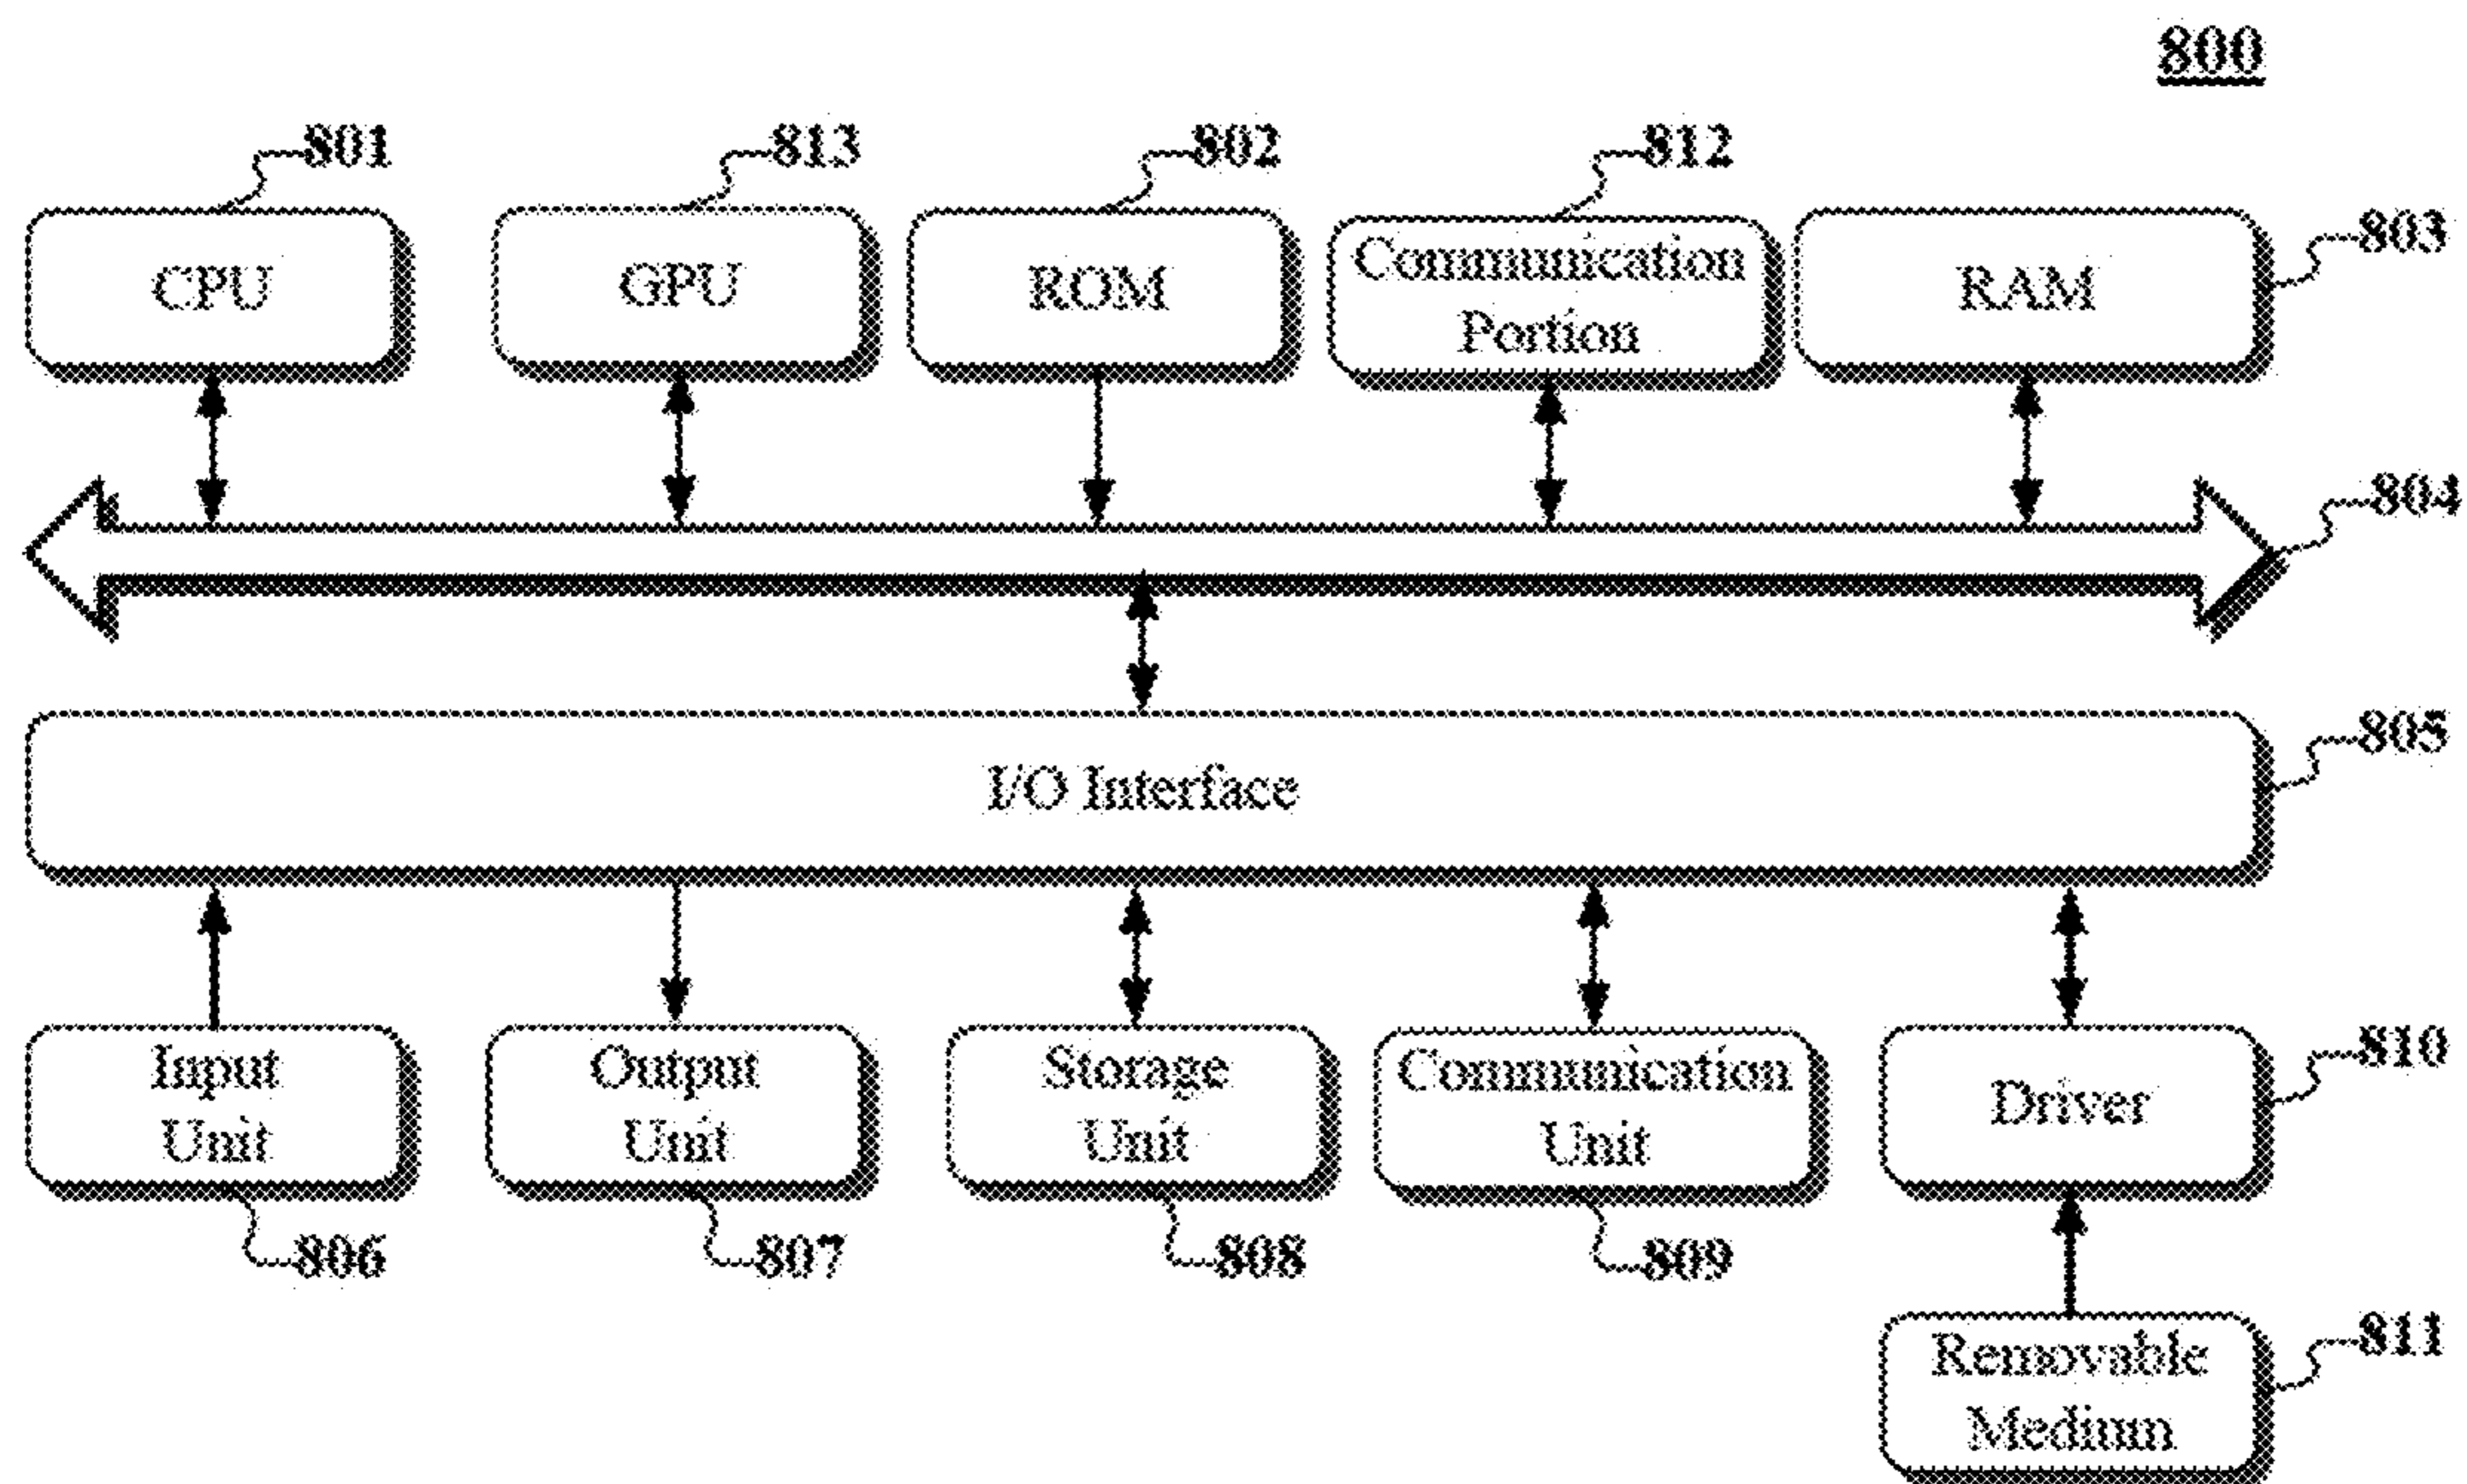 800
801
813
802
812
CPU
GPU
ROM
Communication
Portion
RAM
803
804
I/O Interface
805
Input
Unit
Output
Unit
Storage
Unit
Communication
Unit
Driver
810
806
807
808
809
Removable
Medium
811